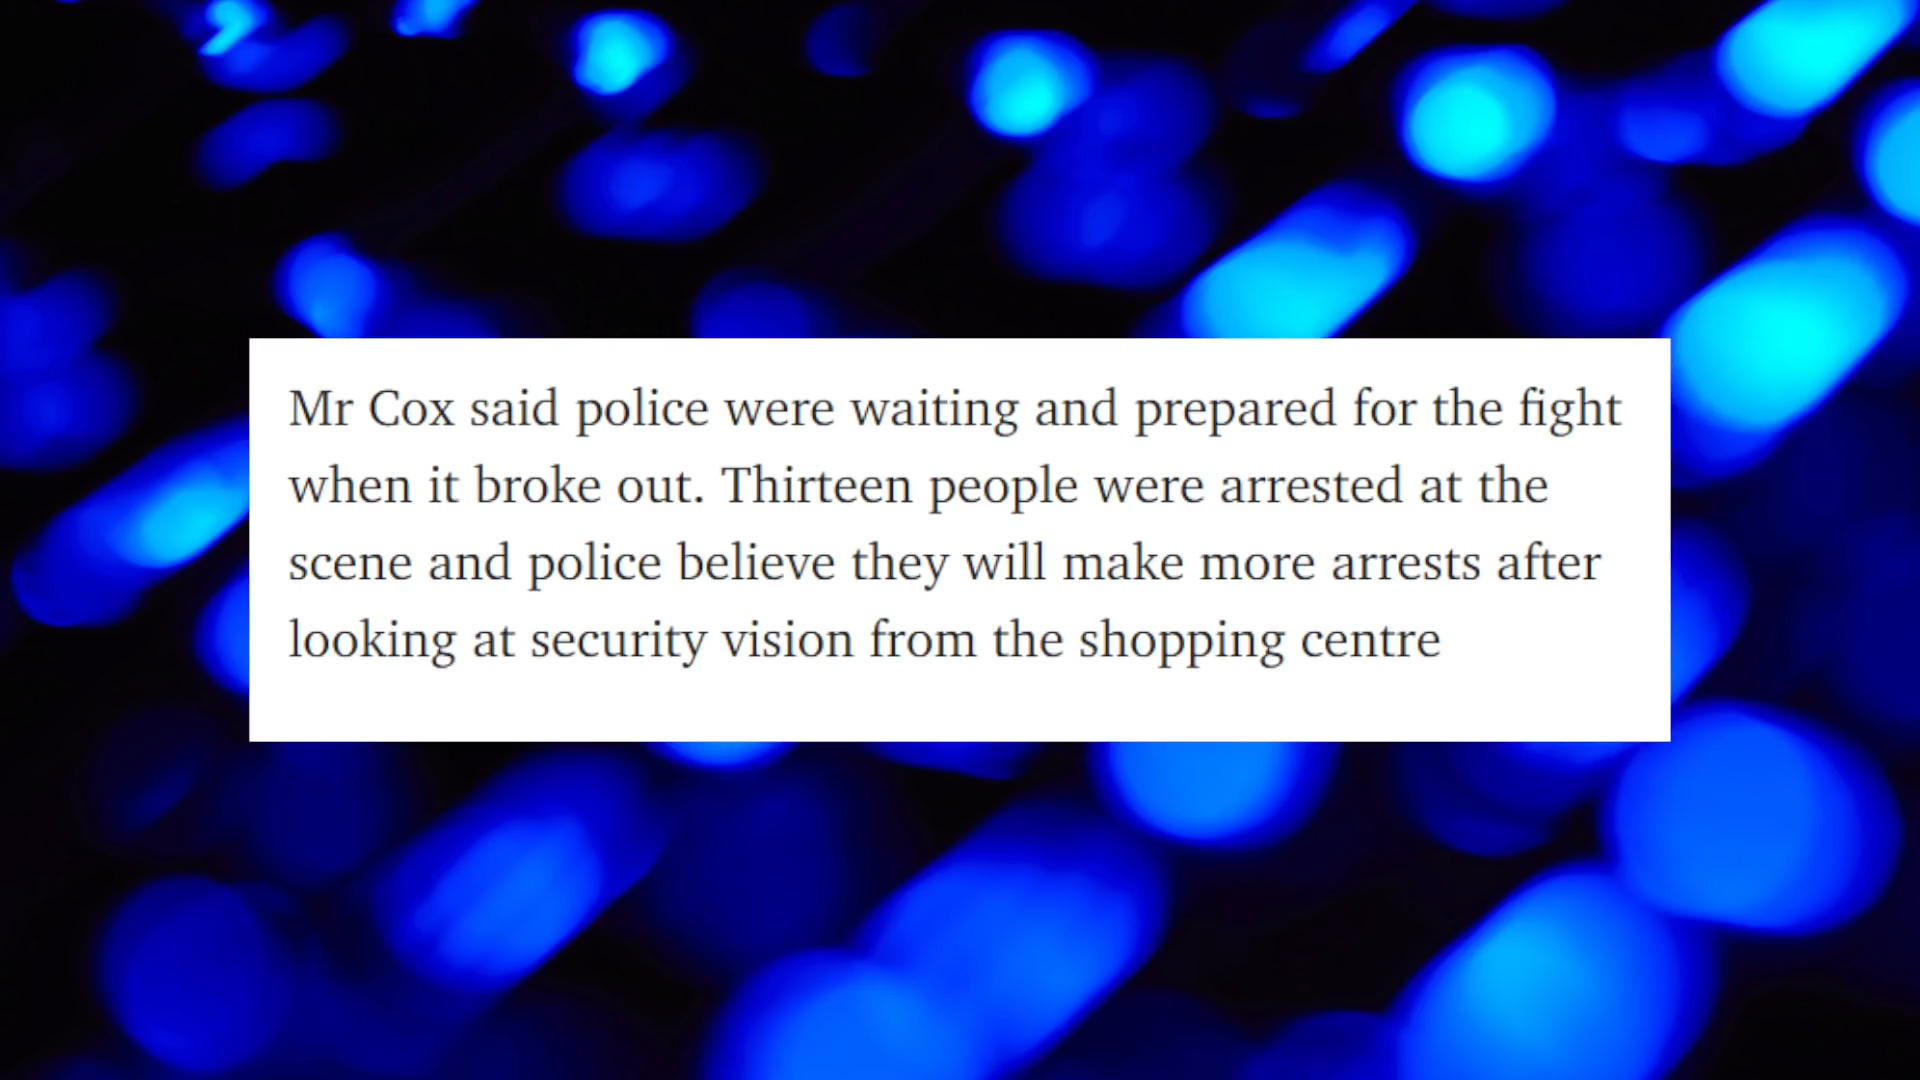 Mr Cox said police were waiting and prepared for the fight
when it broke out. Thirteen people were arrested at the
scene and police believe they will make more arrests after
looking at security vision from the shopping centre